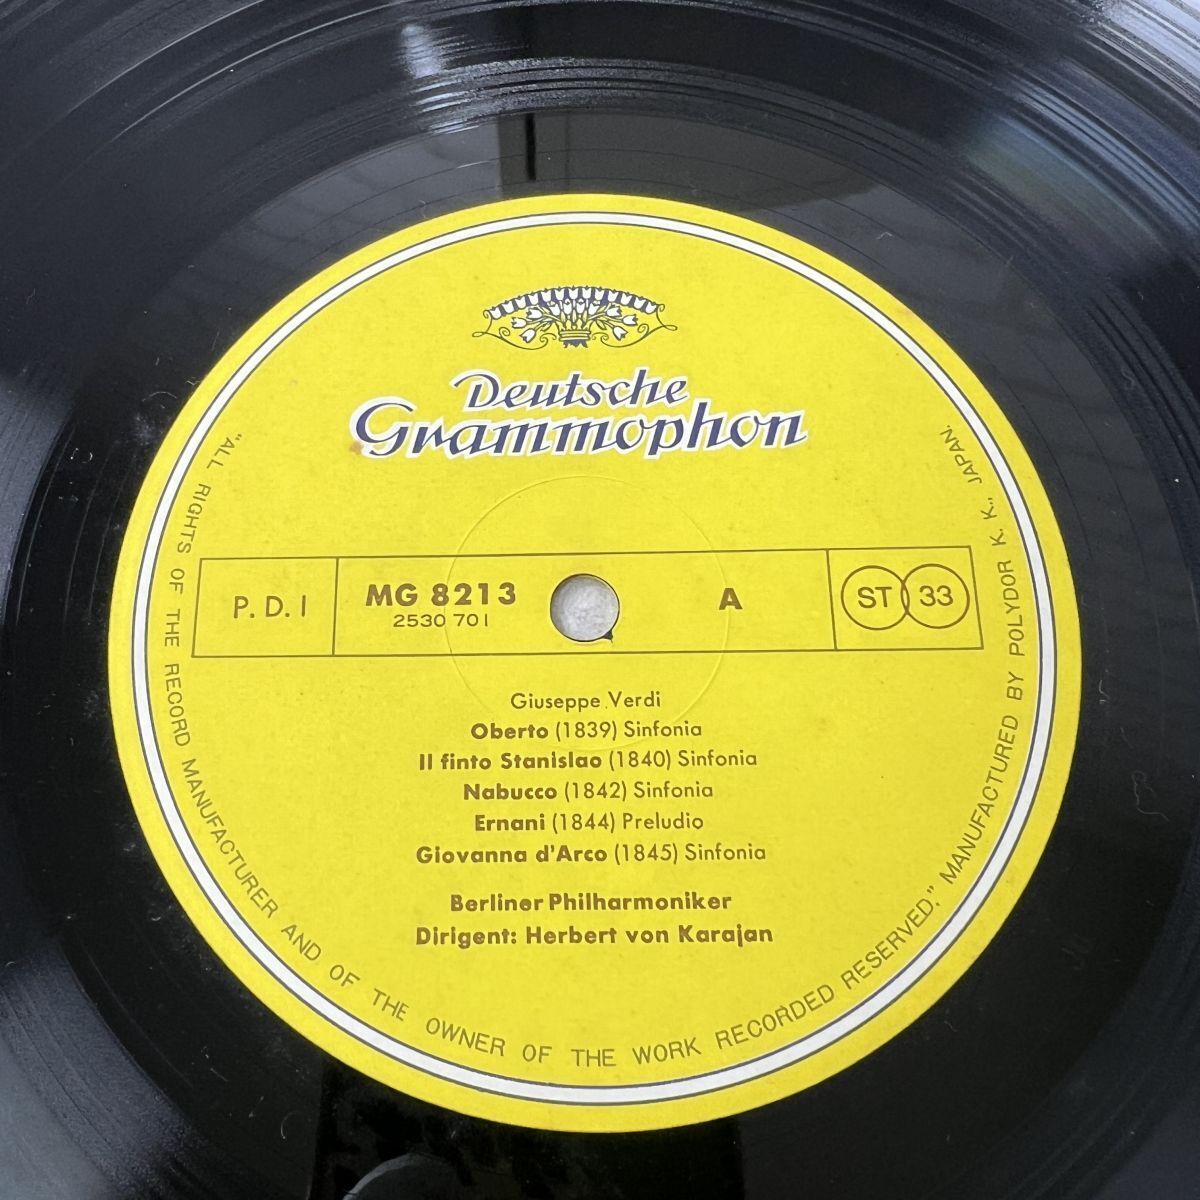 Deutsche
Grammophon
P. D. I
MG 8213
2530 701
A
ST 33
Giuseppe Verdi
Oberto (1839) Sinfonia
Il finto Stanislao (1840) Sinfonia
Nabucco (1842) Sinfonia
Ernani (1844) Preludio
Giovanna d'Arco (1845) Sinfonia
Berliner Philharmoniker
Dirigent: Herbert von Karajan
"ALL RIGHTS OF THE RECORD MANUFACTURER AND OF THE OWNER OF THE WORK RECORDED RESERVED." MANUFACTURED BY POLYDOR K. K., JAPAN.